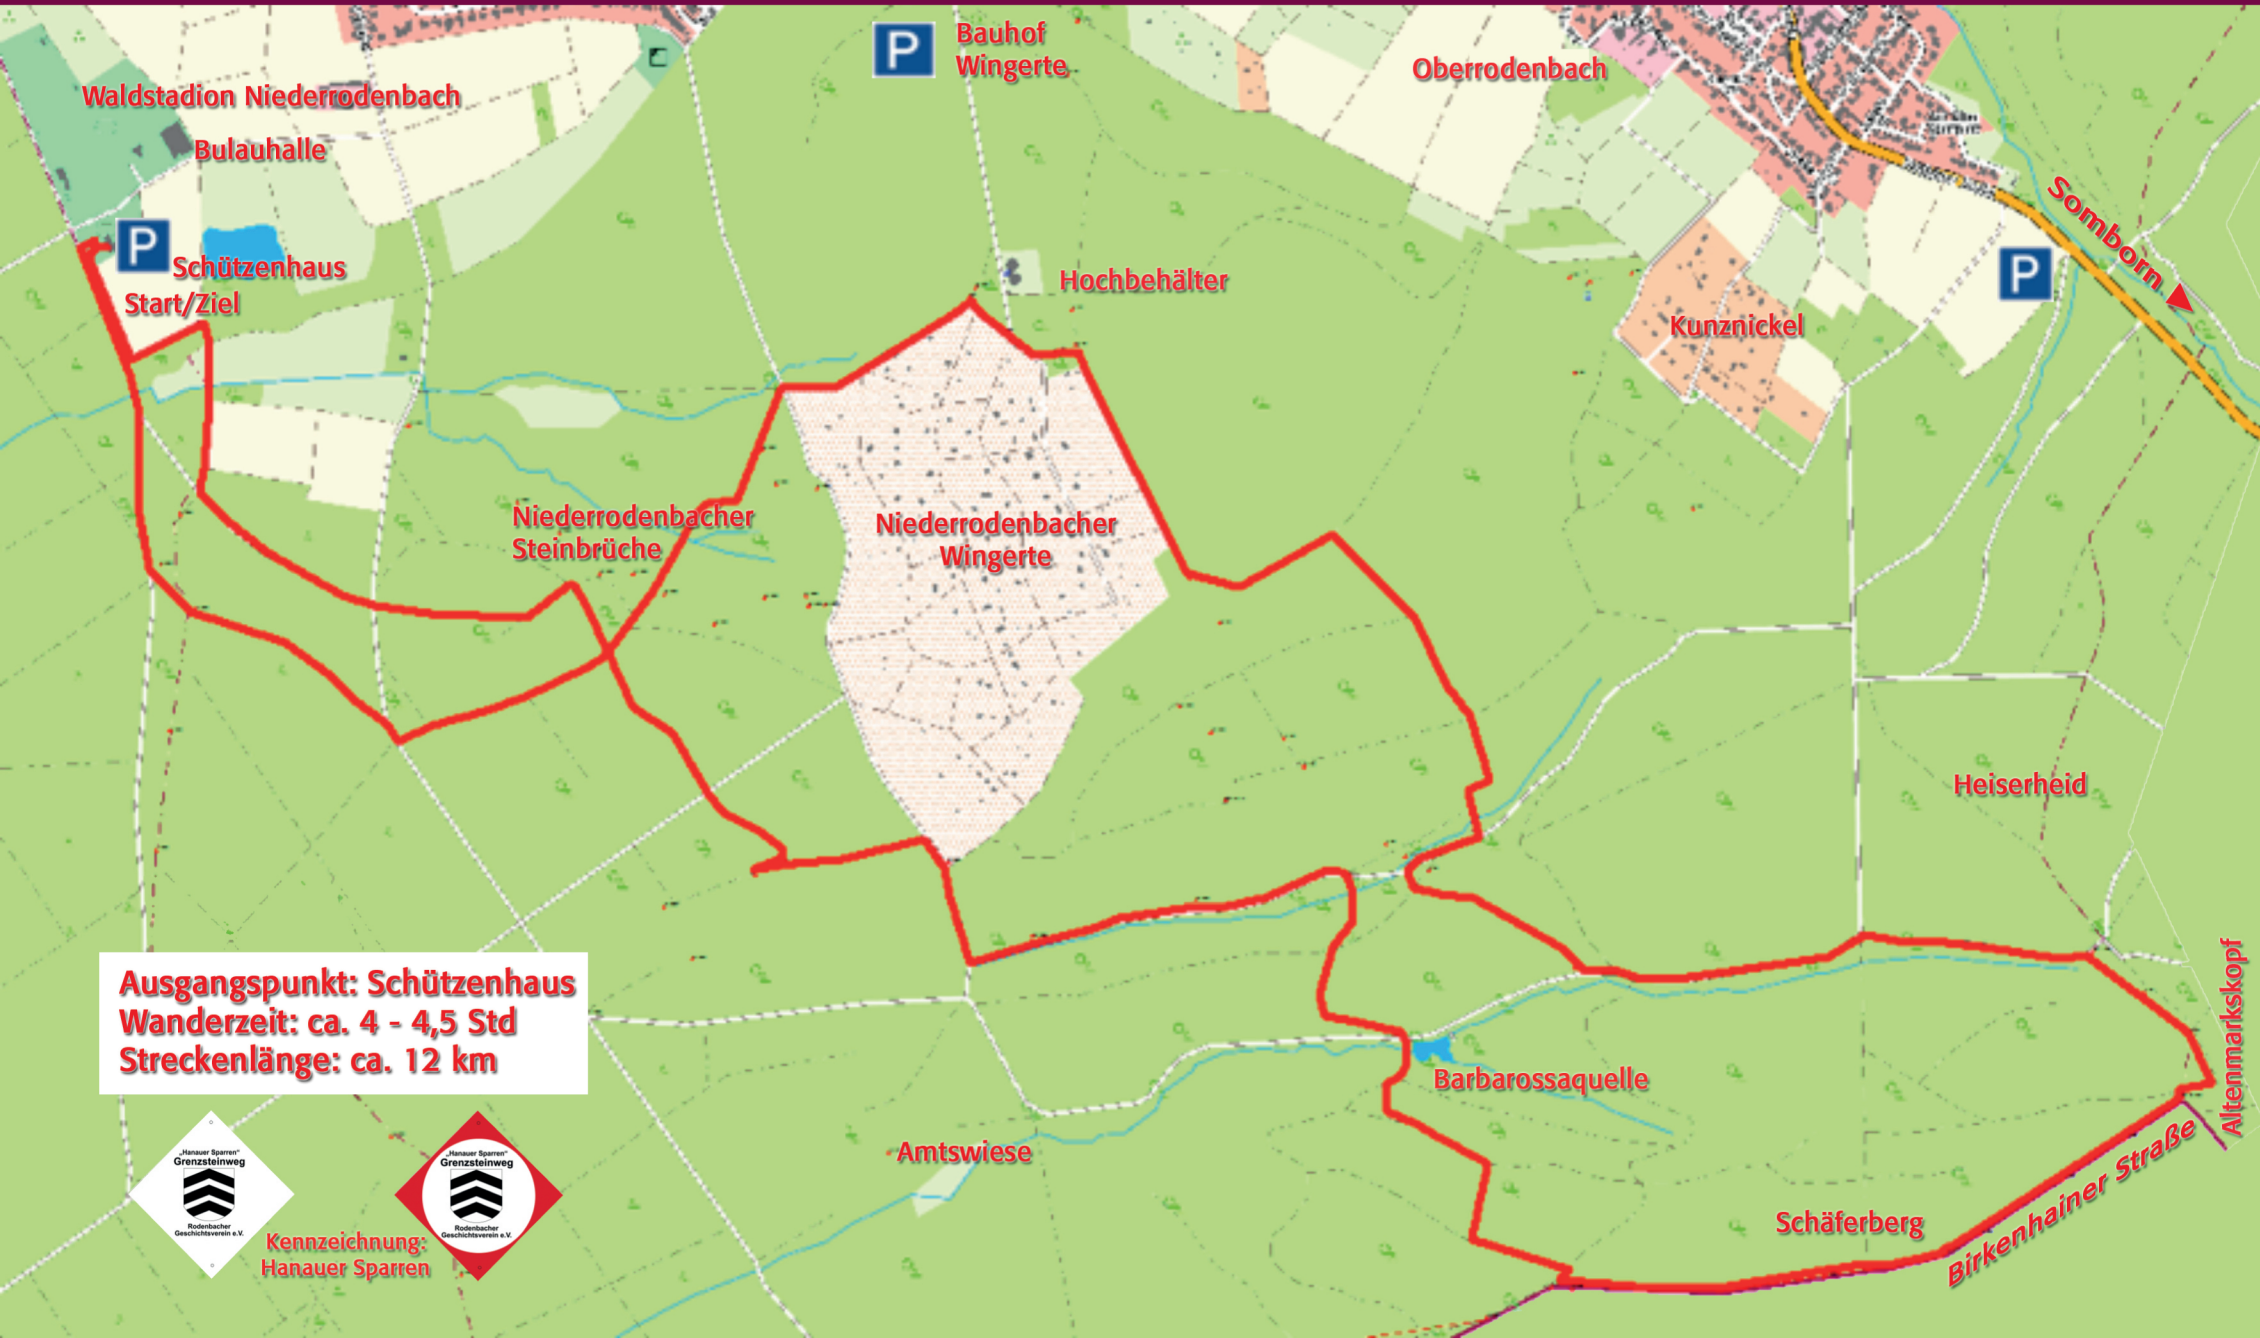 P
Bauhof
Wingerte
Oberrodenbach
Waldstadion Niederrodenbach
Bulauhalle
Somborn
P
Schützenhaus
Start/Ziel
P
Hochbehälter
Kunznickel
Niederrodenbacher
Steinbrüche
Niederrodenbacher
Wingerte
Heiserheid
Ausgangspunkt: Schützenhaus
Wanderzeit: ca. 4 - 4,5 Std
Streckenlänge: ca. 12 km
Altenmarkskopf
Barbarossaquelle
Amtswiese
Birkenhainer Straße
Schäferberg
„Hanauer Sparren“
Grenzsteinweg
Rodenbacher
Geschichtsverein e.V.
„Hanauer Sparren“
Grenzsteinweg
Rodenbacher
Geschichtsverein e.V.
Kennzeichnung:
Hanauer Sparren